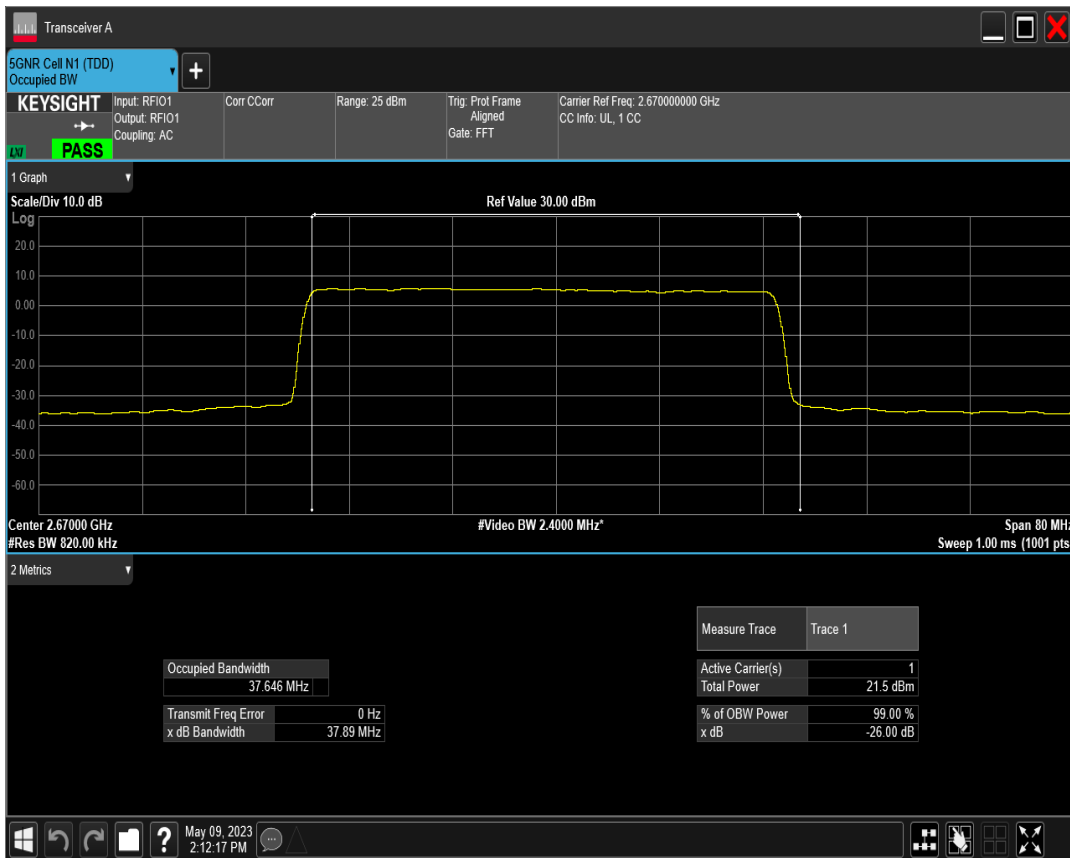 Transceiver A
5GNR Cell N1 (TDD)
Occupied BW
+
KEYSIGHT
LXI
PASS
Input: RFIO1
Output: RFIO1
Coupling: AC
Corr CCorr
Range: 25 dBm
Trig: Prot Frame
Aligned
Gate: FFT
Carrier Ref Freq: 2.670000000 GHz
CC Info: UL, 1 CC
1 Graph
Scale/Div 10.0 dB
Ref Value 30.00 dBm
Log
20.0
10.0
0.00
-10.0
-20.0
-30.0
-40.0
-50.0
-60.0
Center 2.67000 GHz
#Video BW 2.4000 MHz*
Span 80 MHz
#Res BW 820.00 kHz
Sweep 1.00 ms (1001 pts
2 Metrics
Measure Trace Trace 1
Occupied Bandwidth
37.646 MHz
Active Carrier(s) 1
Total Power 21.5 dBm
Transmit Freq Error 0 Hz
x dB Bandwidth 37.89 MHz
% of OBW Power 99.00 %
x dB -26.00 dB
?
May 09, 2023
2:12:17 PM